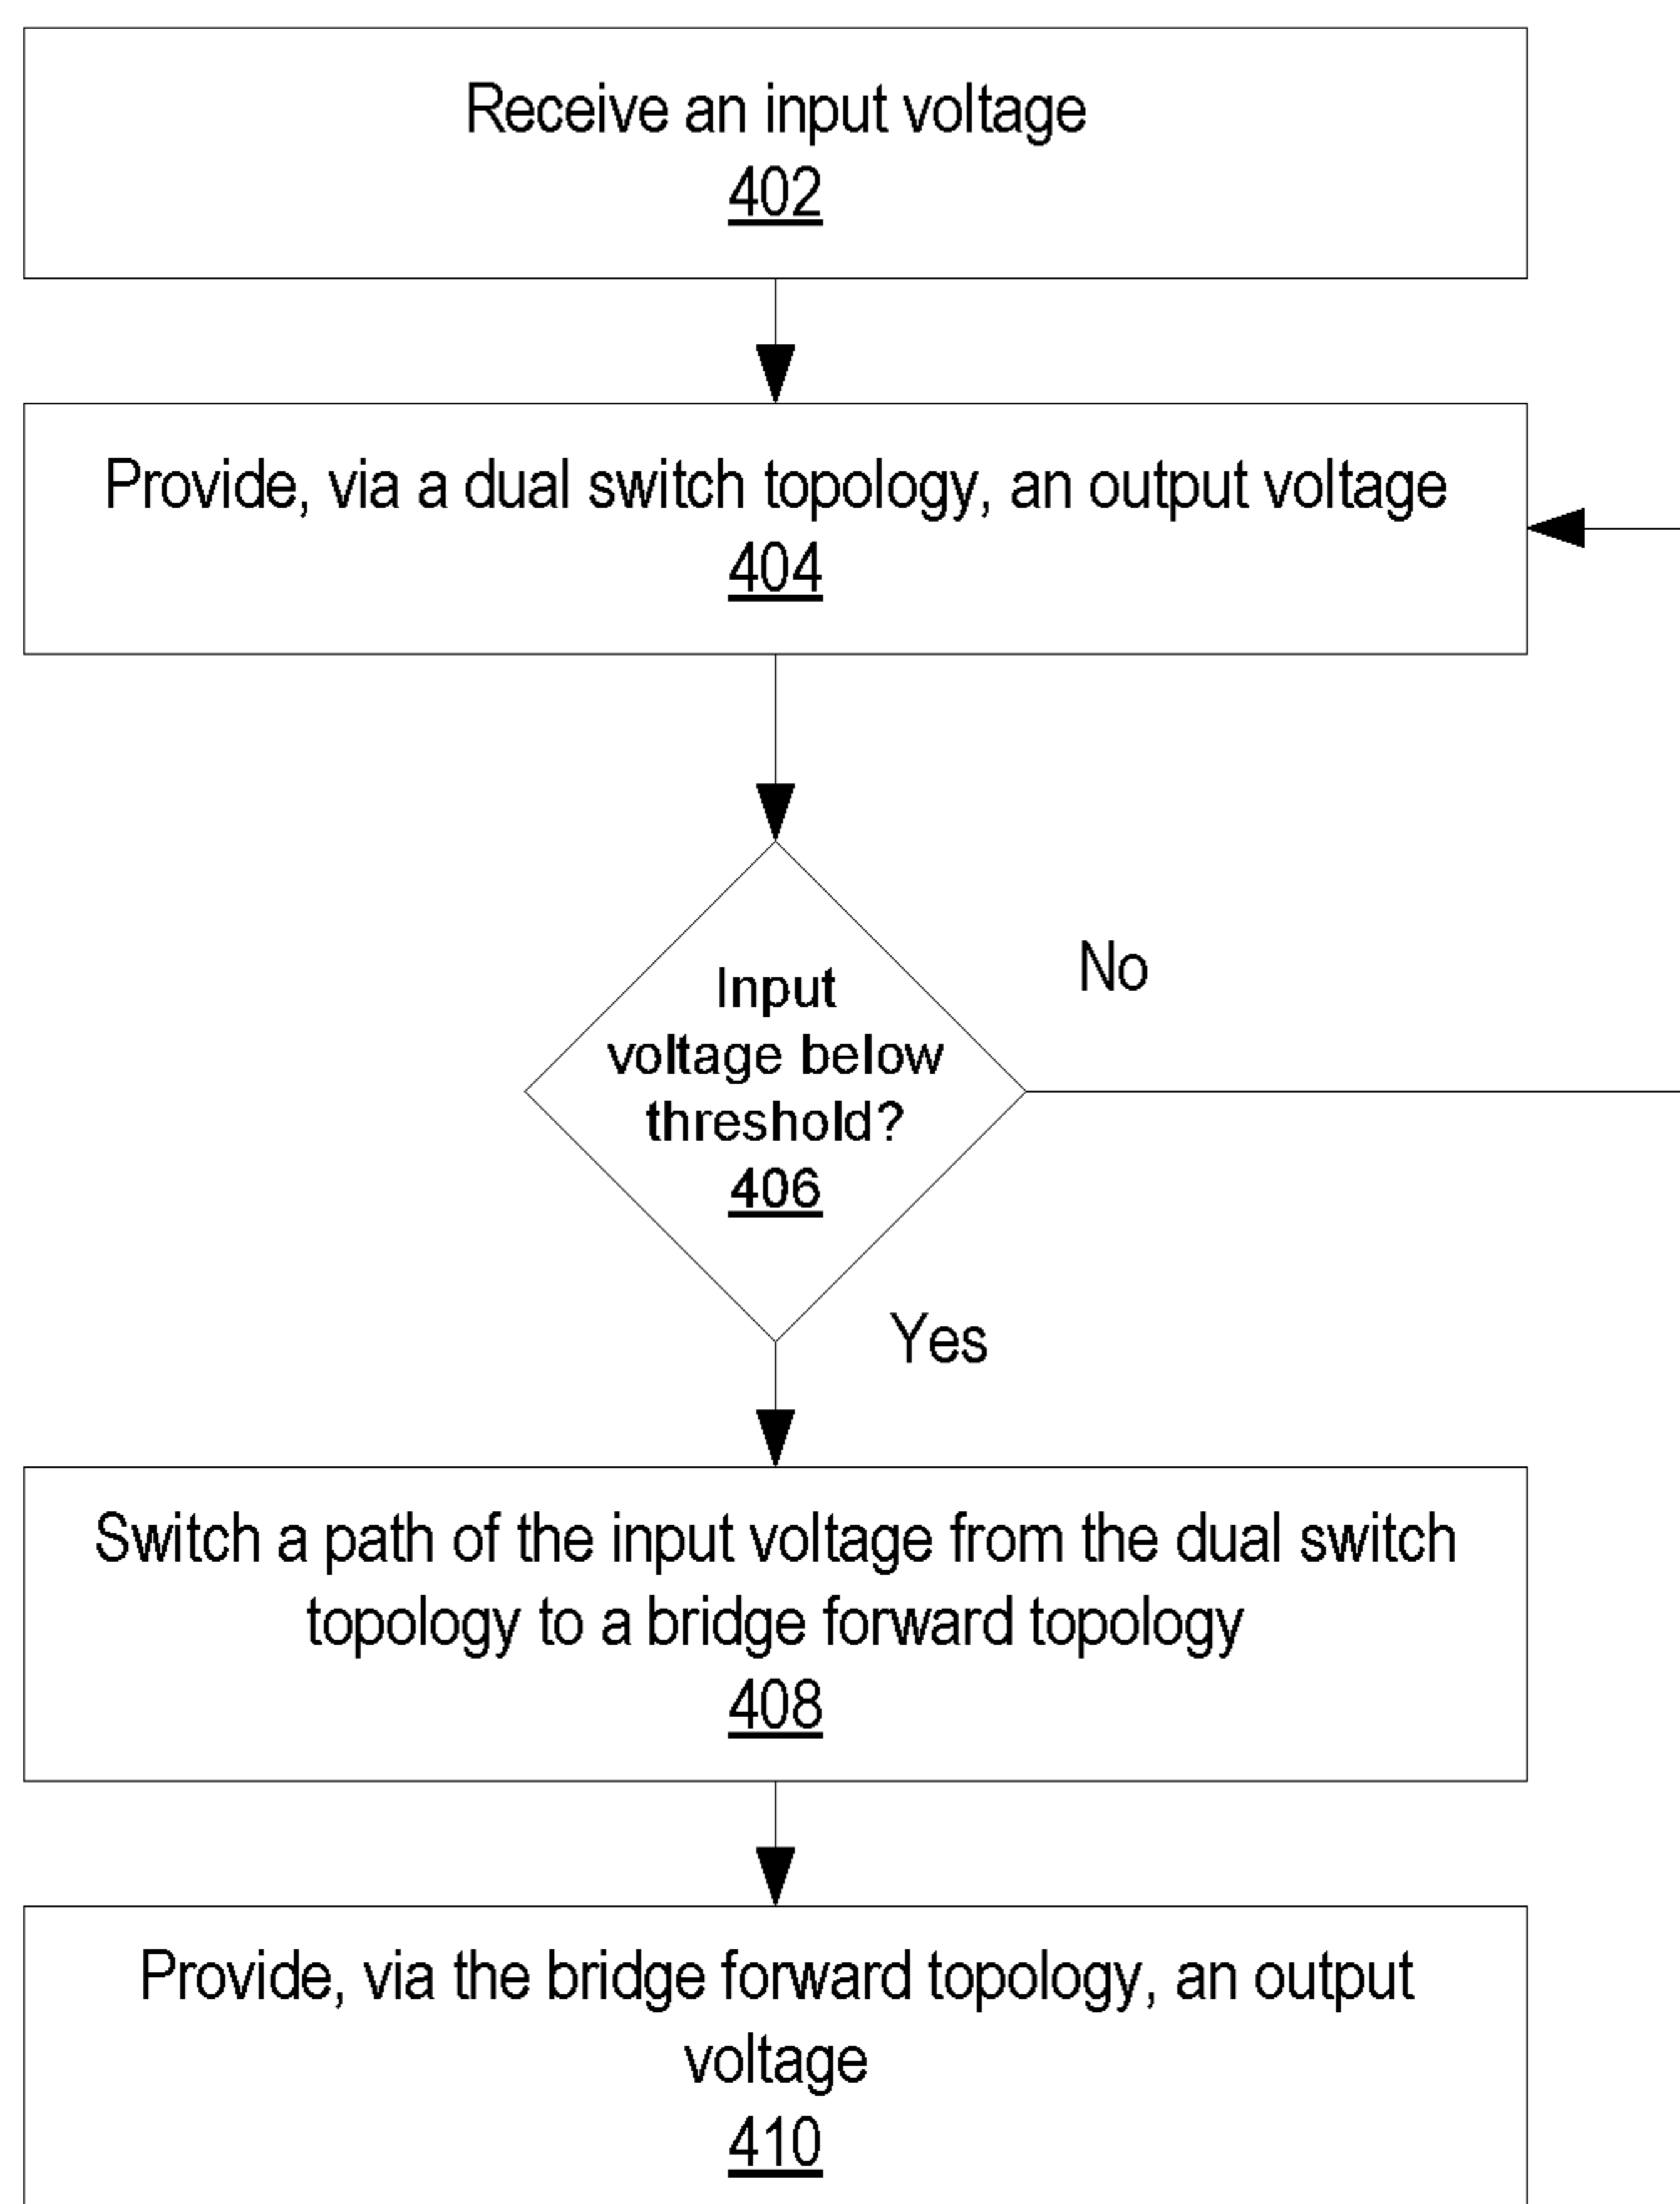 Receive an input voltage
402
Provide, via a dual switch topology, an output voltage
404
Input
voltage below
threshold?
406
No
Yes
Switch a path of the input voltage from the dual switch
topology to a bridge forward topology
408
Provide, via the bridge forward topology, an output
voltage
410